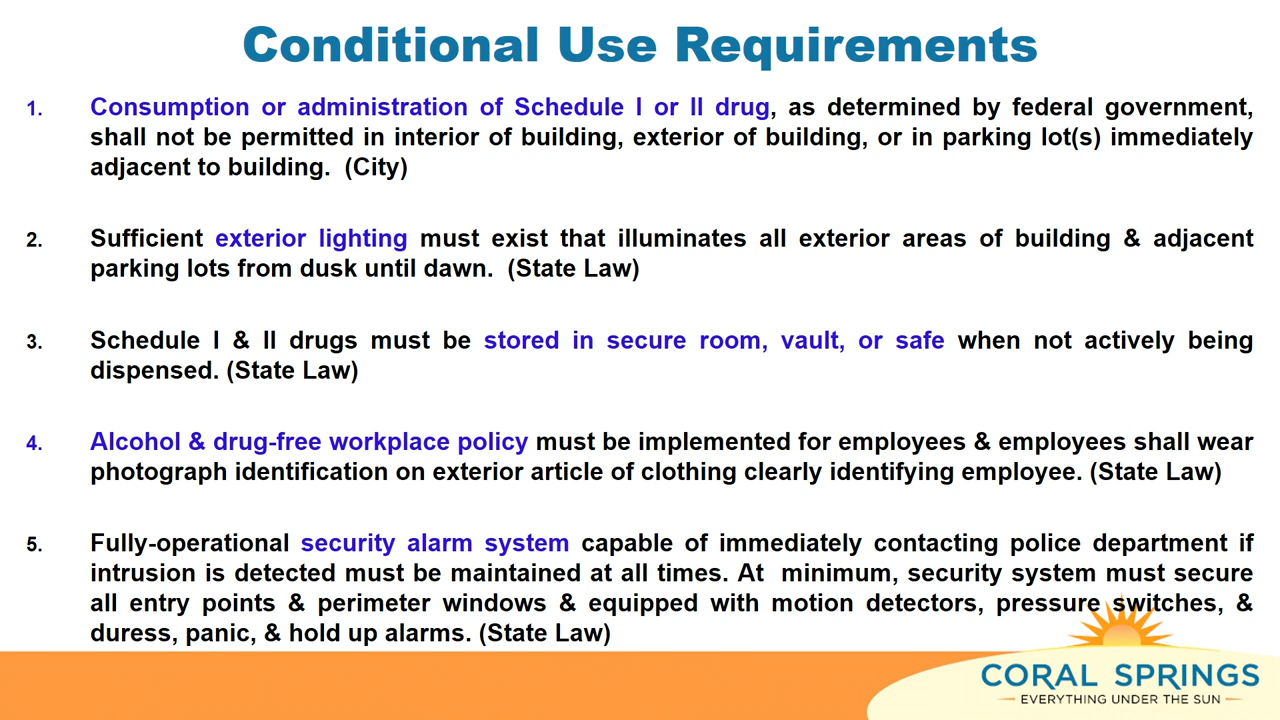 Conditional Use Requirements
1. Consumption or administration of Schedule I or II drug, as determined by federal government,
shall not be permitted in interior of building, exterior of building, or in parking lot(s) immediately
adjacent to building. (City)
2. Sufficient exterior lighting must exist that illuminates all exterior areas of building & adjacent
parking lots from dusk until dawn. (State Law)
3. Schedule I & II drugs must be stored in secure room, vault, or safe when not actively being
dispensed. (State Law)
4. Alcohol & drug-free workplace policy must be implemented for employees & employees shall wear
photograph identification on exterior article of clothing clearly identifying employee. (State Law)
5. Fully-operational security alarm system capable of immediately contacting police department if
intrusion is detected must be maintained at all times. At minimum, security system must secure
all entry points & perimeter windows & equipped with motion detectors, pressure switches, &
duress, panic, & hold up alarms. (State Law)
CORAL SPRINGS
EVERYTHING UNDER THE SUN